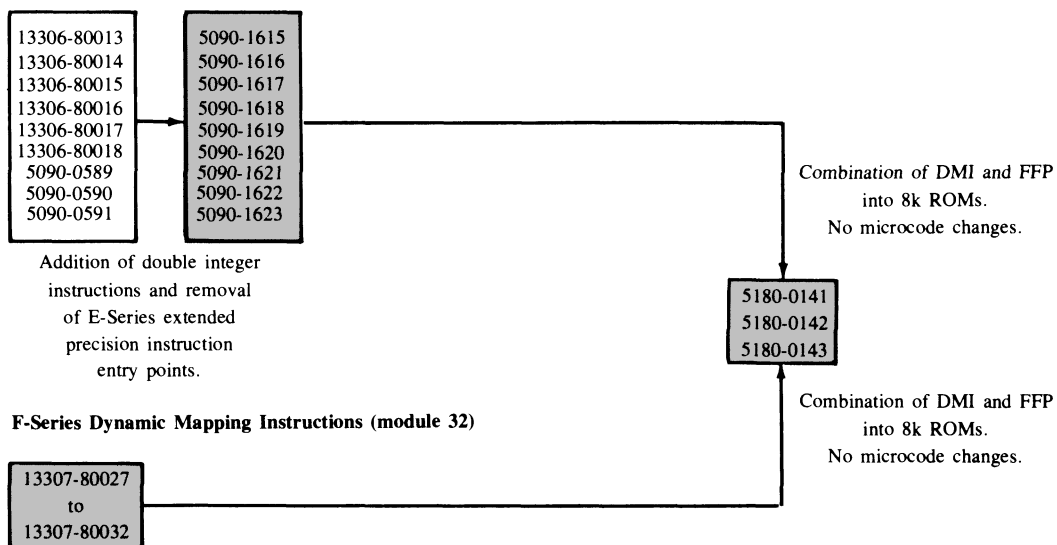 13306-80013
13306-80014
13306-80015
13306-80016
13306-80017
13306-80018
5090-0589
5090-0590
5090-0591
5090-1615
5090-1616
5090-1617
5090-1618
5090-1619
5090-1620
5090-1621
5090-1622
5090-1623
Addition of double integer
instructions and removal
of E-Series extended
precision instruction
entry points.
Combination of DMI and FFP
into 8k ROMs.
No microcode changes.
5180-0141
5180-0142
5180-0143
F-Series Dynamic Mapping Instructions (module 32)
Combination of DMI and FFP
into 8k ROMs.
No microcode changes.
13307-80027
to
13307-80032